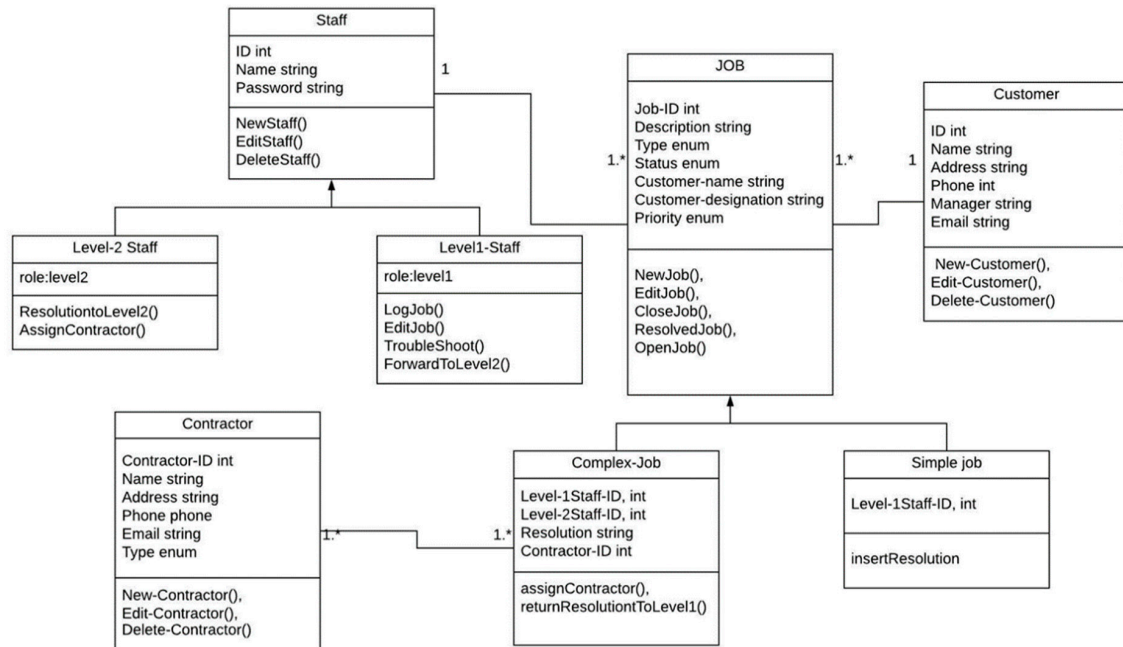 Staff
ID int
Name string
Password string
NewStaff()
EditStaff()
DeleteStaff()
1
1.*
JOB
Job-ID int
Description string
Type enum
Status enum
Customer-name string
Customer-designation string
Priority enum
NewJob(),
EditJob(),
CloseJob(),
ResolvedJob(),
OpenJob()
1.*
1
Customer
ID int
Name string
Address string
Phone int
Manager string
Email string
New-Customer(),
Edit-Customer(),
Delete-Customer()
Level-2 Staff
role:level2
ResolutiontoLevel2()
AssignContractor()
Level1-Staff
role:level1
LogJob()
EditJob()
TroubleShoot()
ForwardToLevel2()
Contractor
Contractor-ID int
Name string
Address string
Phone phone
Email string
Type enum
New-Contractor(),
Edit-Contractor(),
Delete-Contractor()
1.*
1.*
Complex-Job
Level-1Staff-ID, int
Level-2Staff-ID, int
Resolution string
Contractor-ID int
assignContractor(),
returnResolutiontToLevel1()
Simple job
Level-1Staff-ID, int
insertResolution